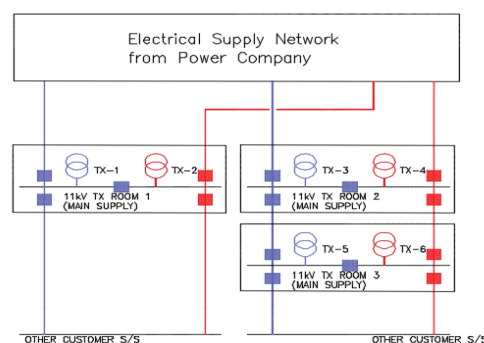 Electrical Supply Network
from Power Company
TX-1
TX-2
11kV TX ROOM 1
(MAIN SUPPLY)
TX-3
TX-4
11kV TX ROOM 2
(MAIN SUPPLY)
TX-5
TX-6
11kV TX ROOM 3
(MAIN SUPPLY)
OTHER CUSTOMER S/S
OTHER CUSTOMER S/S